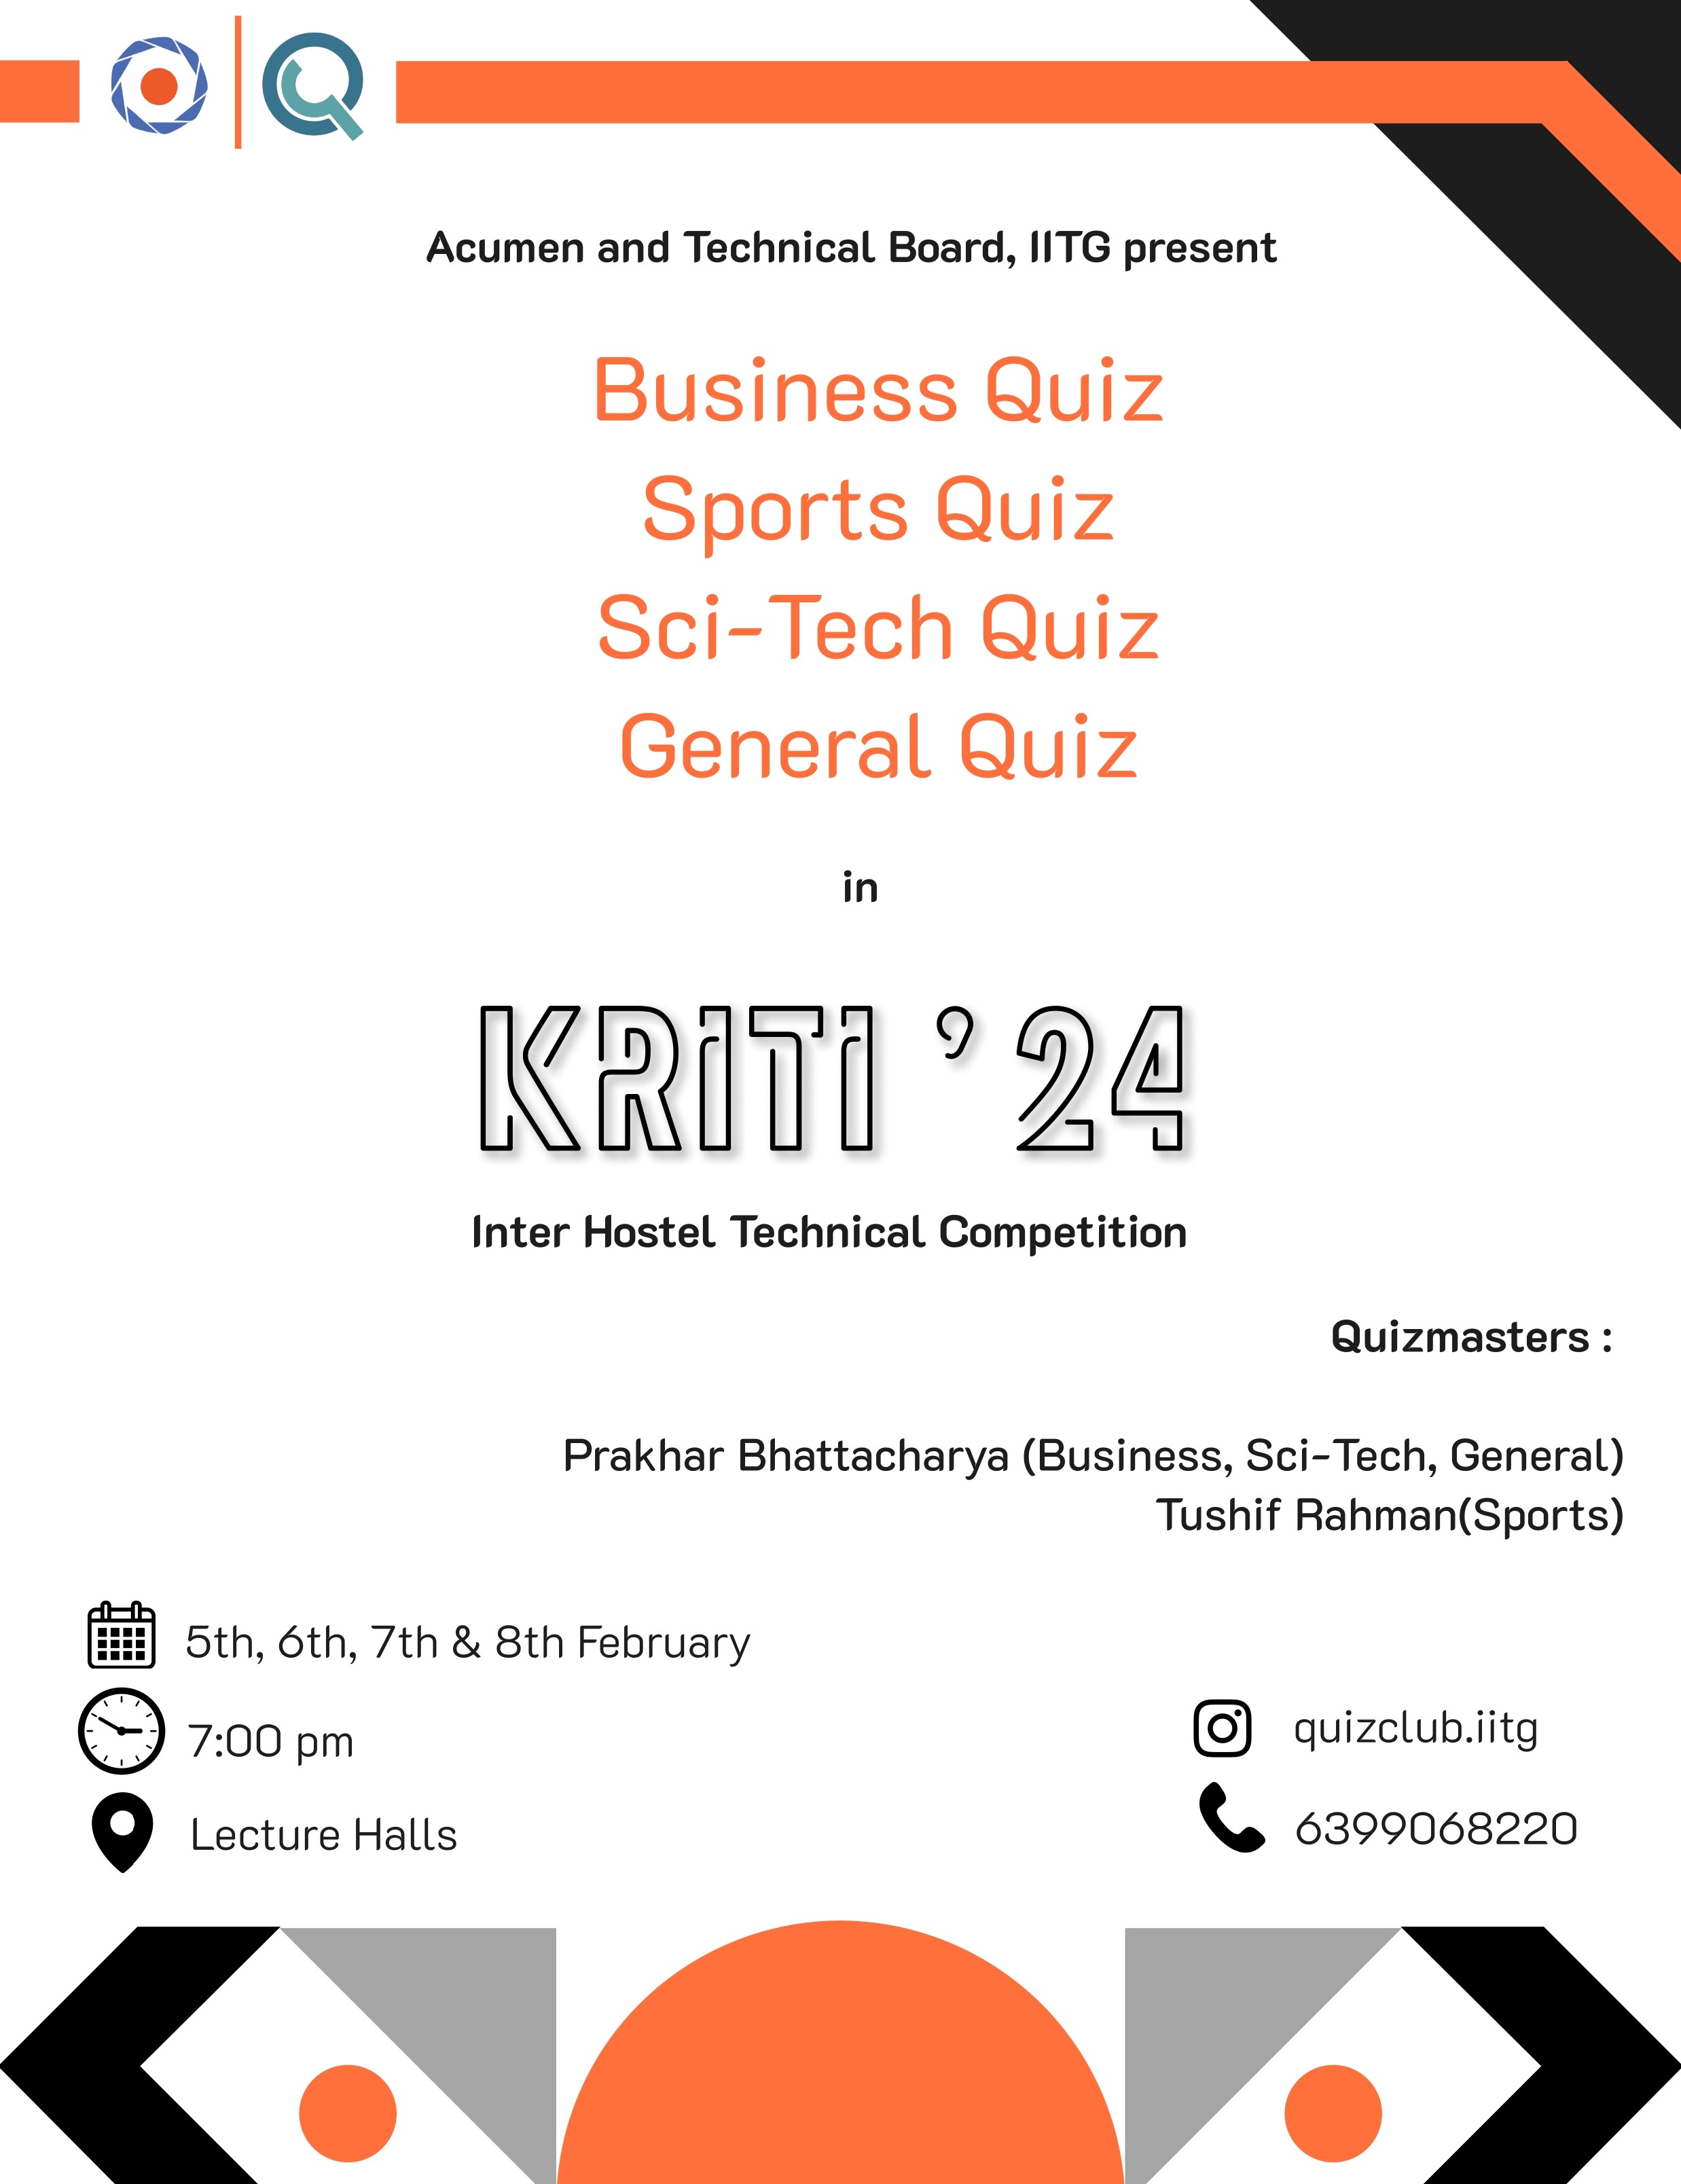 Acumen and Technical Board, IITG present
Business Quiz
Sports Quiz
Sci-Tech Quiz
General Quiz
in
KRITI ’24
Inter Hostel Technical Competition
Quizmasters :
Prakhar Bhattacharya (Business, Sci-Tech, General)
Tushif Rahman(Sports)
5th, 6th, 7th & 8th February
7:00 pm
Lecture Halls
quizclub.iitg
6399068220